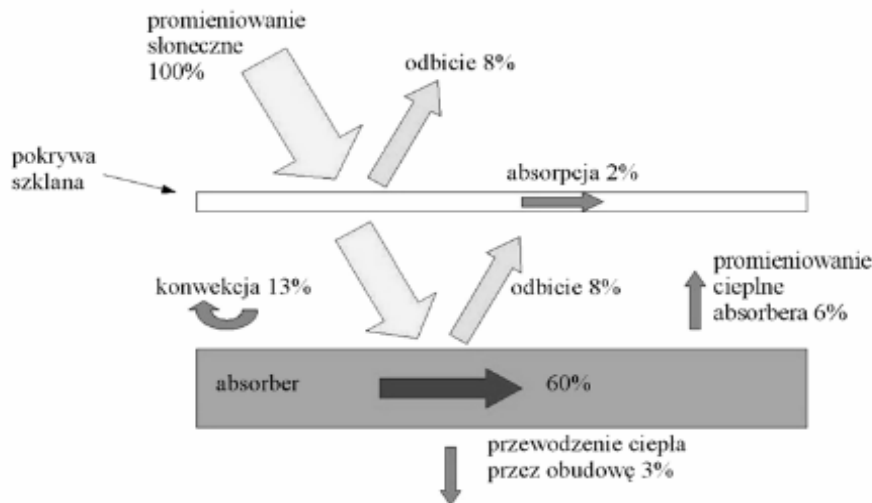 promieniowanie
słoneczne
100%
odbicie 8%
pokrywa
szklana
absorpcja 2%
konwekcja 13%
odbicie 8%
promieniowanie
cieplne
absorbera 6%
absorber
60%
przewodzenie ciepła
przez obudowę 3%